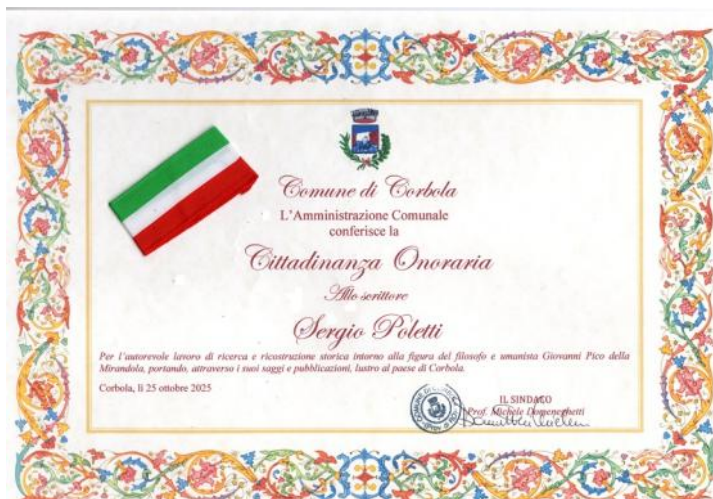 Comune di Corbola
L'Amministrazione Comunale
conferisce la
Cittadinanza Onoraria
Allo scrittore
Sergio Poletti
Per l'autorevole lavoro di ricerca e ricostruzione storica intorno alla figura del filosofo e umanista Giovanni Pico della
Mirandola, portando, attraverso i suoi saggi e pubblicazioni, lustro al paese di Corbola.
Corbola, lì 25 ottobre 2025
IL SINDACO
Prof. Michele Domeneghetti